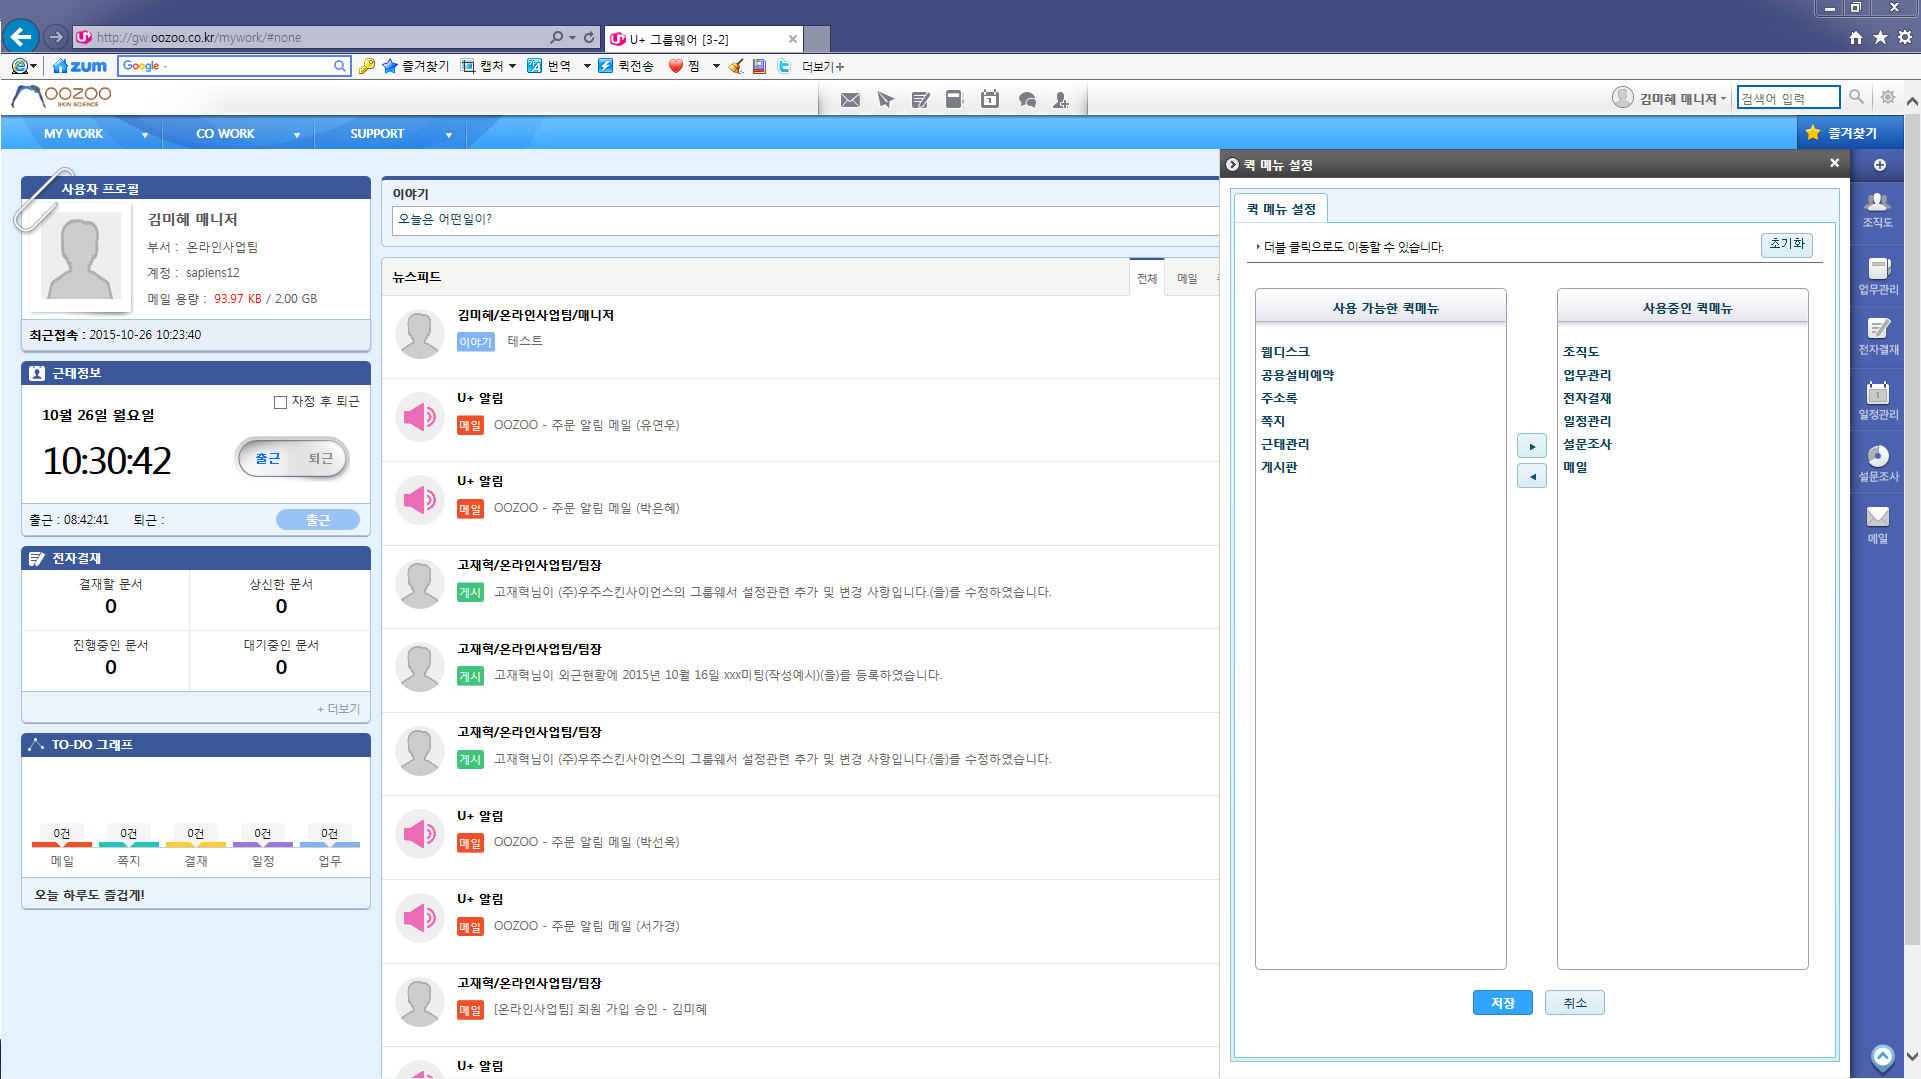 http://gw.oozoo.co.kr/mywork/#none
U+ 그룹웨어 [3-2]
zum
Google
즐겨찾기
캡처
번역
퀵전송
찜
더보기+
OOZOO
SKIN SCIENCE
김미혜 매니저
검색어 입력
MY WORK
CO WORK
SUPPORT
즐겨찾기
사용자 프로필
김미혜 매니저
부서 : 온라인사업팀
계정 : sapiens12
메일 용량 : 93.97 KB / 2.00 GB
최근접속 : 2015-10-26 10:23:40
근태정보
자정 후 퇴근
10월 26일 월요일
10:30:42
출근 퇴근
출근 : 08:42:41 퇴근 :
출근
전자결재
결재할 문서
0
상신한 문서
0
진행중인 문서
0
대기중인 문서
0
+ 더보기
TO-DO 그래프
0건 0건 0건 0건 0건
메일 쪽지 결재 일정 업무
오늘 하루도 즐겁게!
이야기
오늘은 어떤일이?
뉴스피드
전체
메일
김미혜/온라인사업팀/매니저
이야기 테스트
U+ 알림
메일 OOZOO - 주문 알림 메일 (유연우)
U+ 알림
메일 OOZOO - 주문 알림 메일 (박은혜)
고재혁/온라인사업팀/팀장
게시 고재혁님이 (주)우주스킨사이언스의 그룹웨서 설정관련 추가 및 변경 사항입니다.(을)를 수정하였습니다.
고재혁/온라인사업팀/팀장
게시 고재혁님이 외근현황에 2015년 10월 16일 xxx미팅(작성예시)(을)를 등록하였습니다.
고재혁/온라인사업팀/팀장
게시 고재혁님이 (주)우주스킨사이언스의 그룹웨서 설정관련 추가 및 변경 사항입니다.(을)를 수정하였습니다.
U+ 알림
메일 OOZOO - 주문 알림 메일 (박선옥)
U+ 알림
메일 OOZOO - 주문 알림 메일 (서가경)
고재혁/온라인사업팀/팀장
메일 [온라인사업팀] 회원 가입 승인 - 김미혜
U+ 알림
퀵 메뉴 설정
퀵 메뉴 설정
더블 클릭으로도 이동할 수 있습니다.
초기화
사용 가능한 퀵메뉴
웹디스크
공용설비예약
주소록
쪽지
근태관리
게시판
사용중인 퀵메뉴
조직도
업무관리
전자결재
일정관리
설문조사
메일
저장
취소
조직도
업무관리
전자결재
일정관리
설문조사
메일